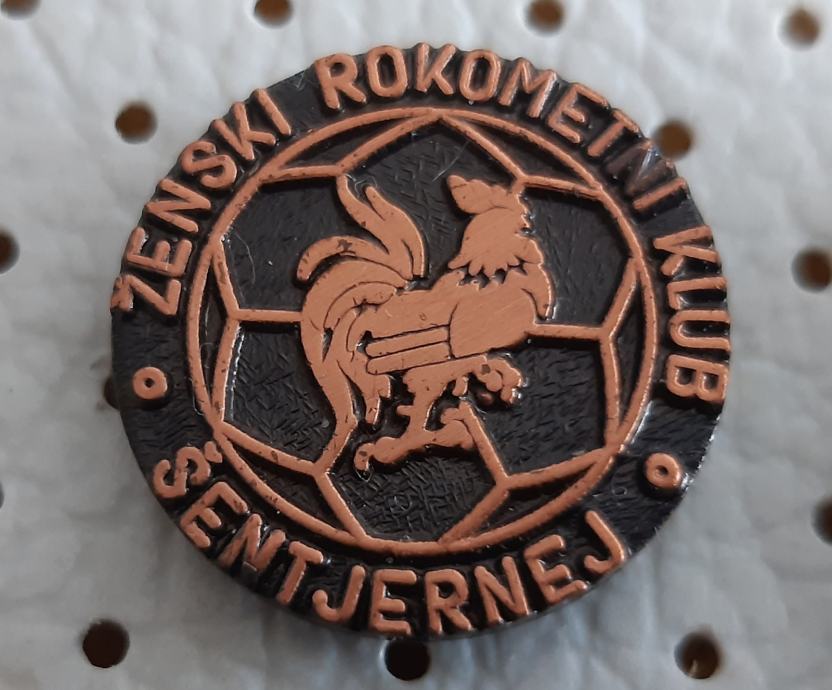 ŽENSKI ROKOMETNI KLUB
ŠENTJERNEJ